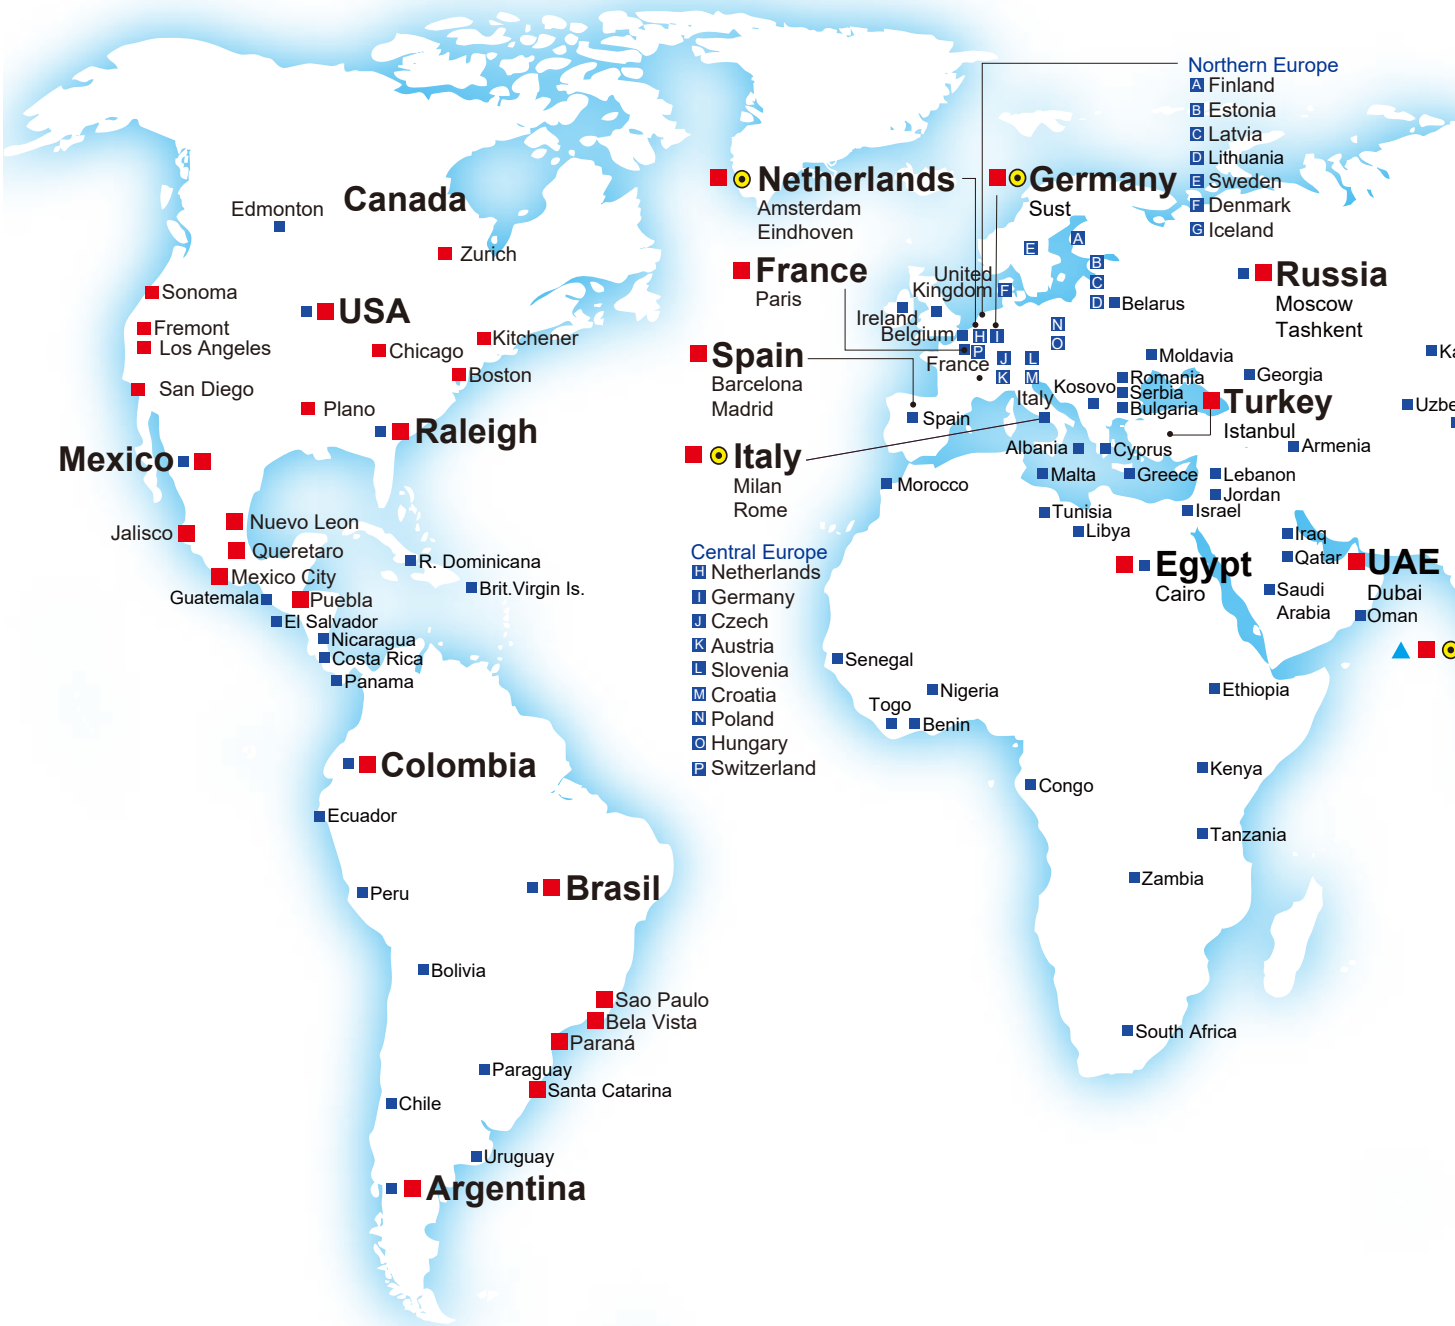 Canada
Edmonton
Zurich
Sonoma
USA
Fremont
Los Angeles
Kitchener
Chicago
Boston
San Diego
Plano
Raleigh
Mexico
Nuevo Leon
Jalisco
Queretaro
Mexico City
Guatemala
Puebla
R. Dominicana
Brit.Virgin Is.
El Salvador
Nicaragua
Costa Rica
Panama
Colombia
Ecuador
Peru
Brasil
Bolivia
Sao Paulo
Bela Vista
Paraná
Paraguay
Santa Catarina
Chile
Uruguay
Argentina
Netherlands
Amsterdam
Eindhoven
France
Paris
Spain
Barcelona
Madrid
Italy
Milan
Rome
Central Europe
H Netherlands
I Germany
J Czech
K Austria
L Slovenia
M Croatia
N Poland
O Hungary
P Switzerland
Germany
Sust
Northern Europe
A Finland
B Estonia
C Latvia
D Lithuania
E Sweden
F Denmark
G Iceland
E
A
B
C
D
Belarus
F
United
Kingdom
Ireland
Belgium
H
I
P
France
J
K
L
M
N
O
Italy
Spain
Kosovo
Moldavia
Romania
Serbia
Bulgaria
Albania
Cyprus
Malta
Greece
Morocco
Tunisia
Libya
Russia
Moscow
Tashkent
Georgia
Turkey
Istanbul
Armenia
Lebanon
Jordan
Israel
Iraq
Qatar
Saudi
Arabia
UAE
Dubai
Oman
Ka
Uzbe
Egypt
Cairo
Senegal
Nigeria
Togo
Benin
Ethiopia
Congo
Kenya
Tanzania
Zambia
South Africa